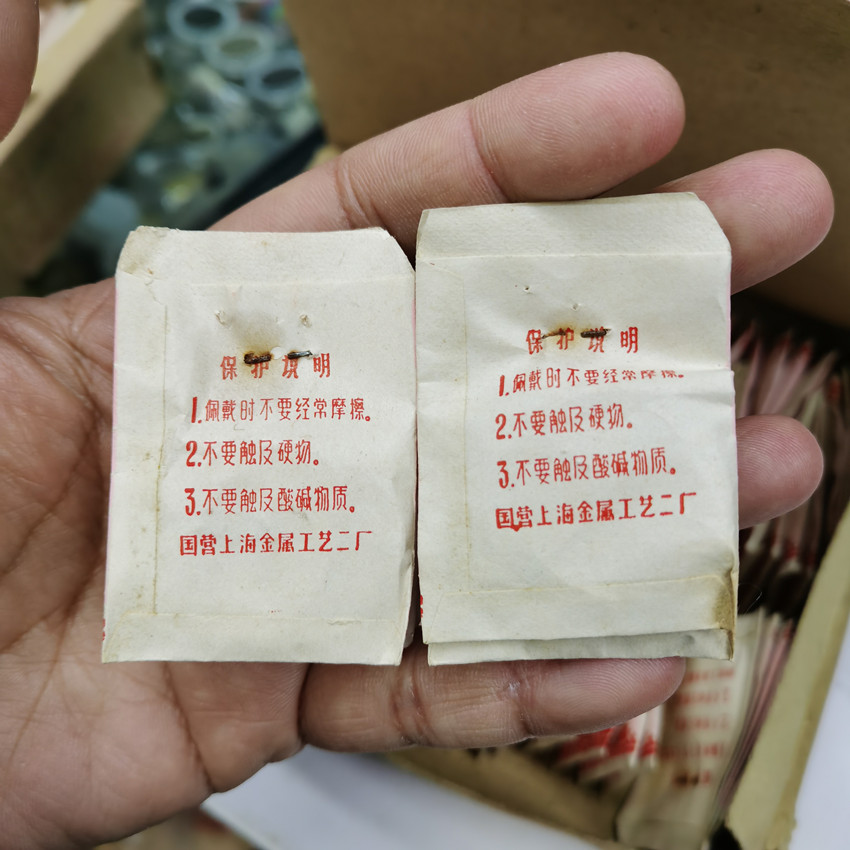 保护说明
1.佩戴时不要经常摩擦。
2.不要触及硬物。
3.不要触及酸碱物质。
国营上海金属工艺二厂
保护说明
1.佩戴时不要经常摩擦。
2.不要触及硬物。
3.不要触及酸碱物质。
国营上海金属工艺二厂